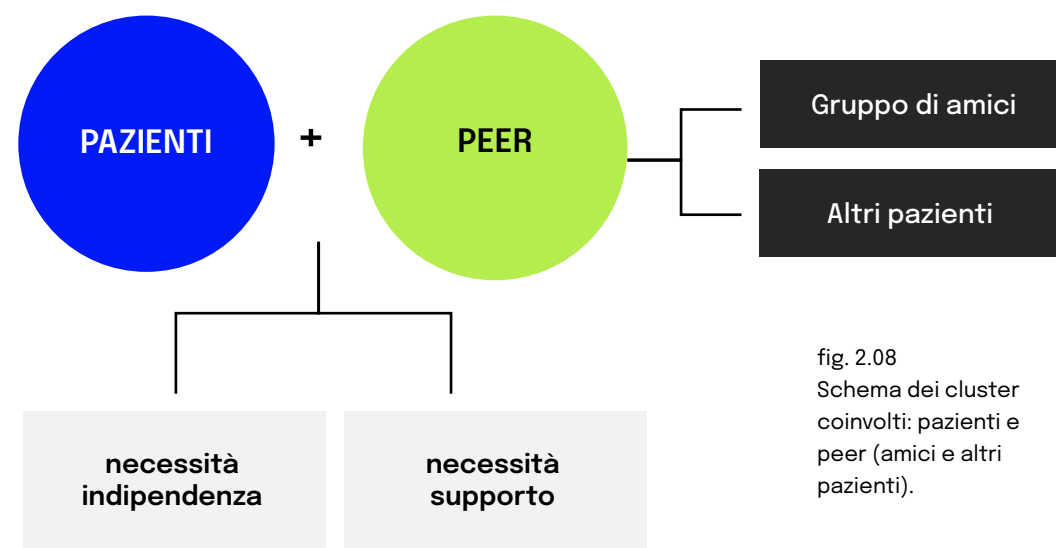 PAZIENTI
+
PEER
Gruppo di amici
Altri pazienti
necessità
indipendenza
necessità
supporto
fig. 2.08
Schema dei cluster
coinvolti: pazienti e
peer (amici e altri
pazienti).